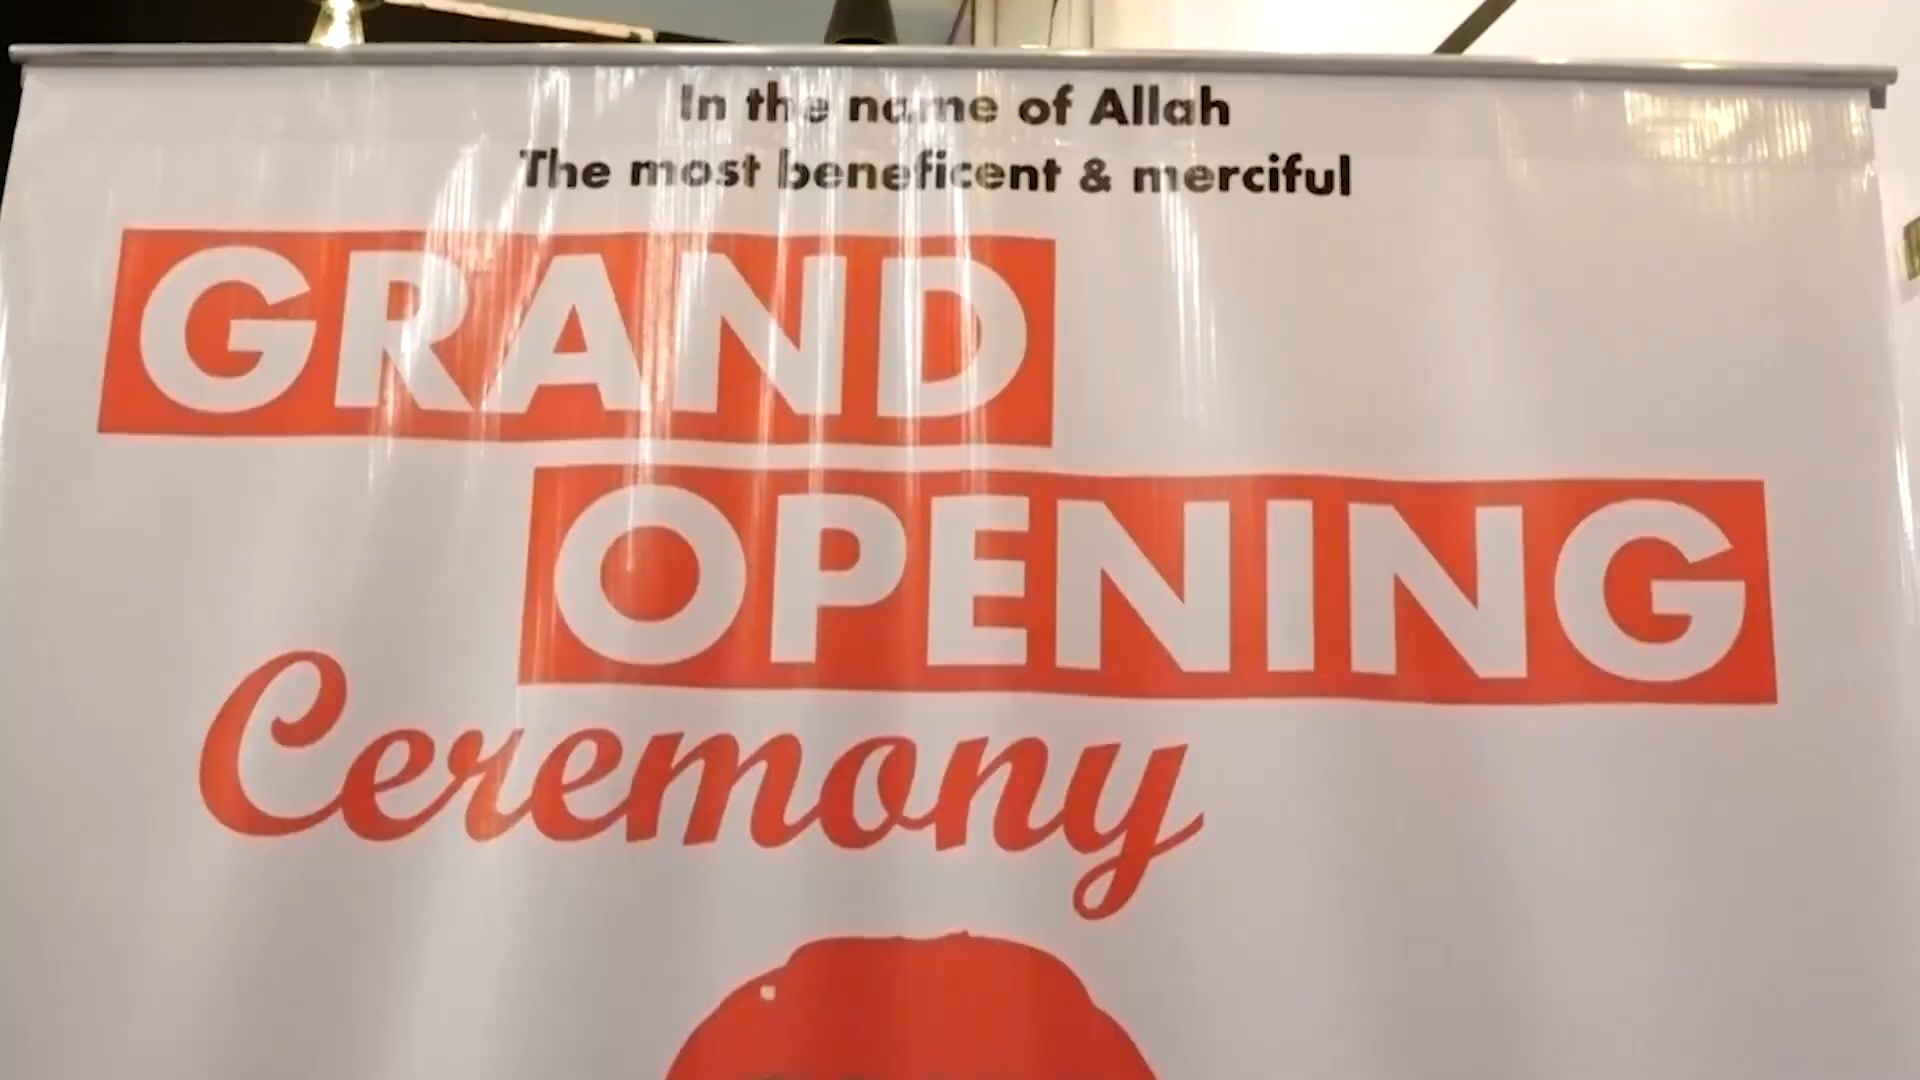 In the name of Allah
The most beneficent & merciful
GRAND
OPENING
Ceremony